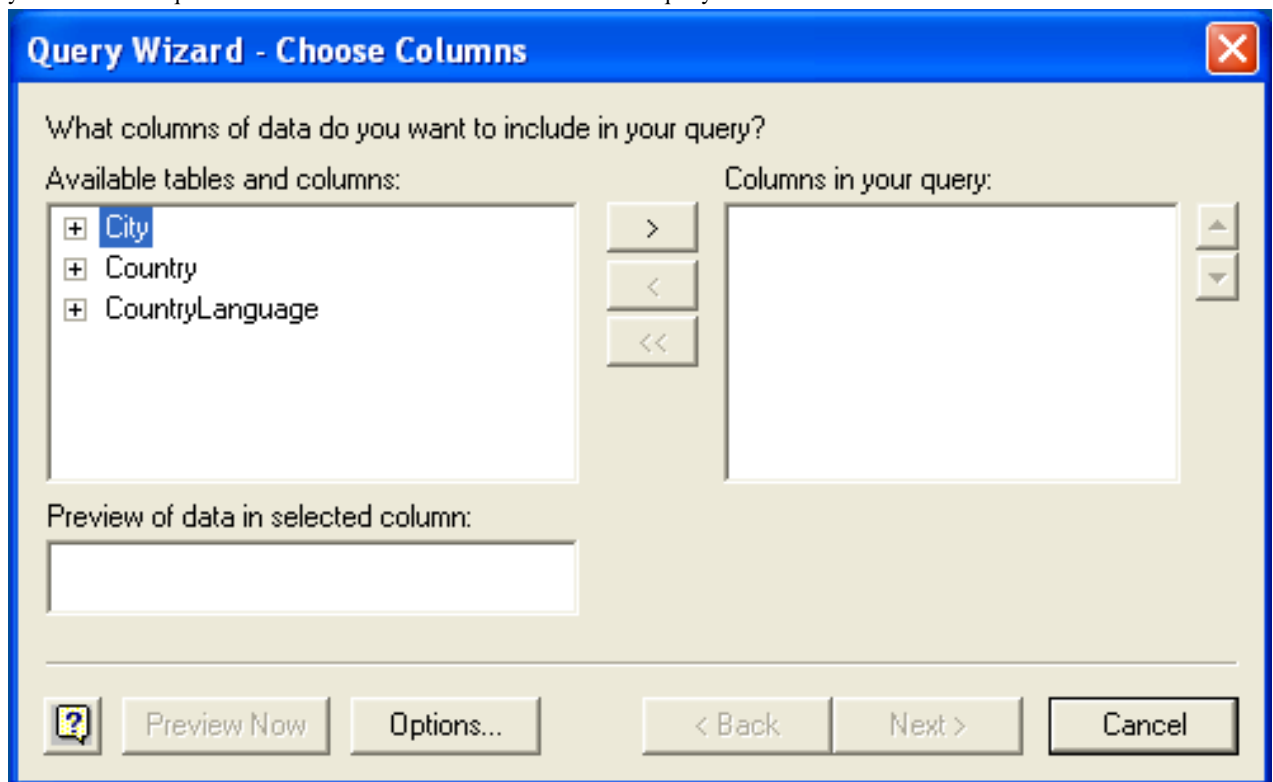 Query Wizard - Choose Columns
What columns of data do you want to include in your query?
Available tables and columns:
Columns in your query:
City
Country
CountryLanguage
>
<
<<
Preview of data in selected column:
Preview Now
Options...
< Back
Next >
Cancel